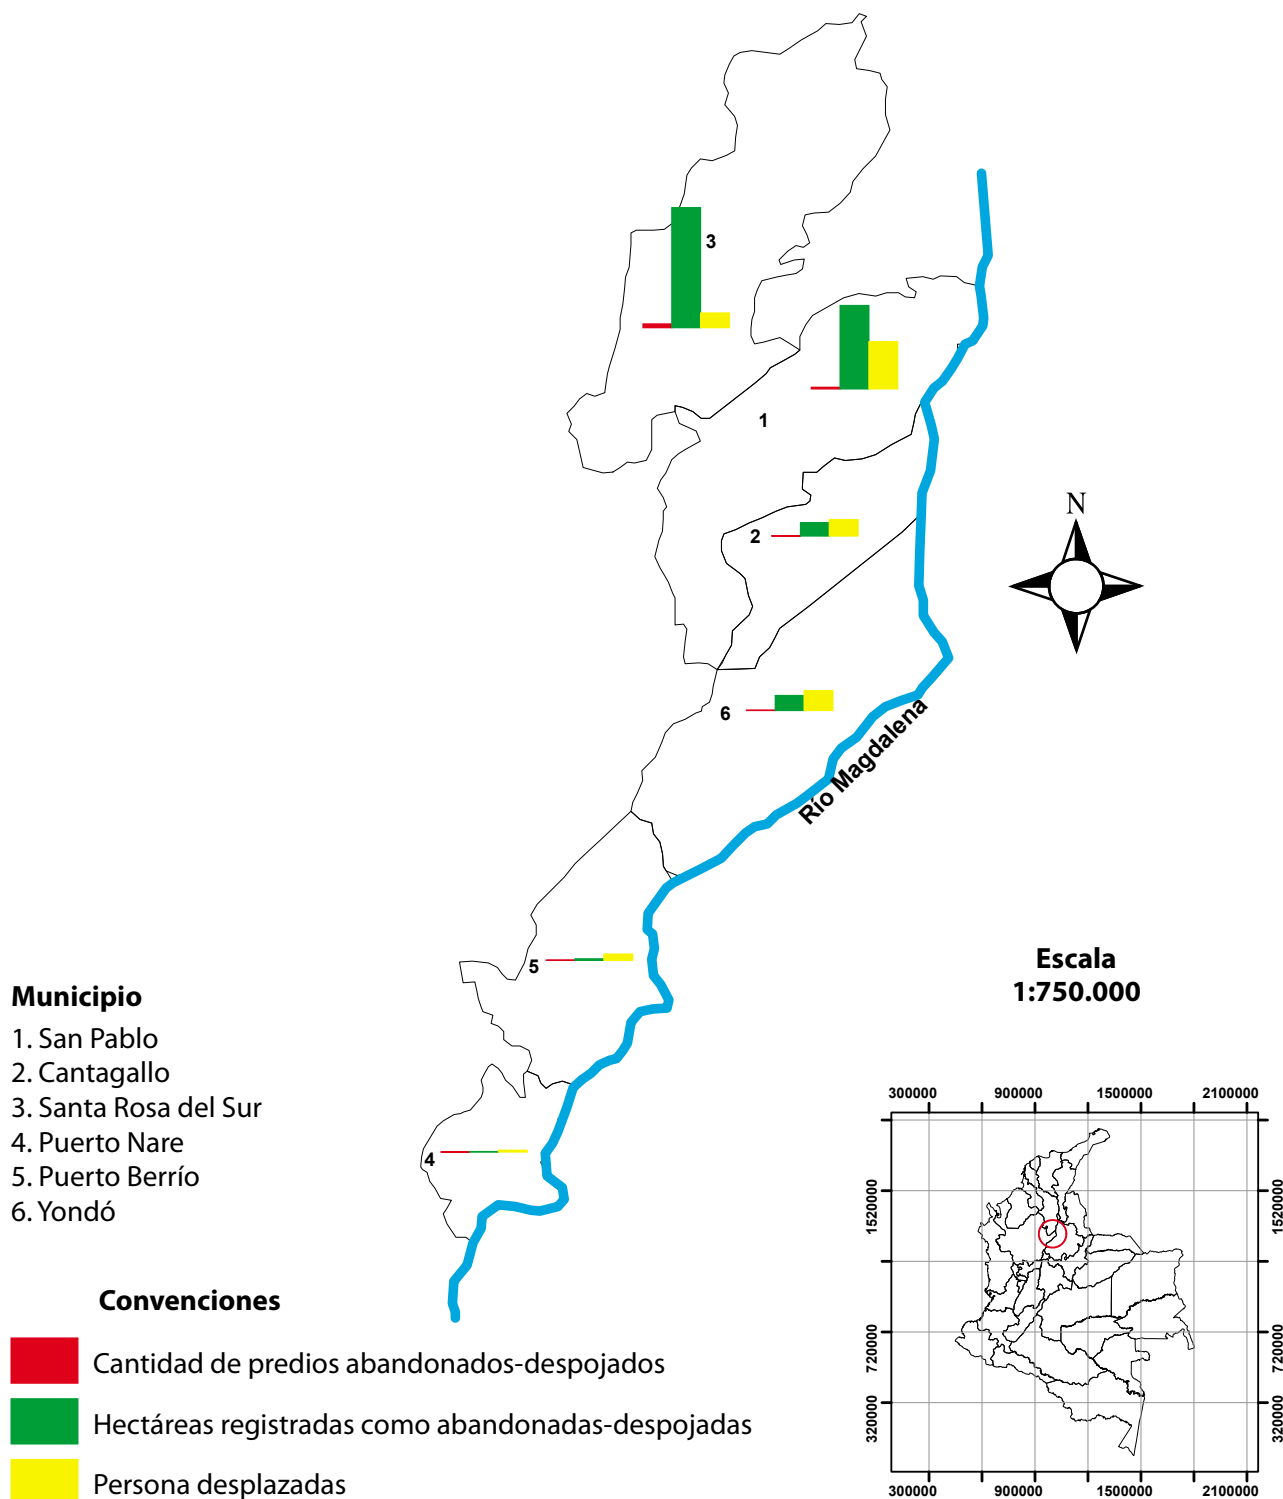 3
1
2
N
6
Río Magdalena
5
4
Escala
1:750.000
Municipio
1. San Pablo
2. Cantagallo
3. Santa Rosa del Sur
4. Puerto Nare
5. Puerto Berrío
6. Yondó
Convenciones
Cantidad de predios abandonados-despojados
Hectáreas registradas como abandonadas-despojadas
Persona desplazadas
300000 900000 1500000 2100000
1520000 1520000
720000 720000
320000 320000
300000 900000 1500000 2100000